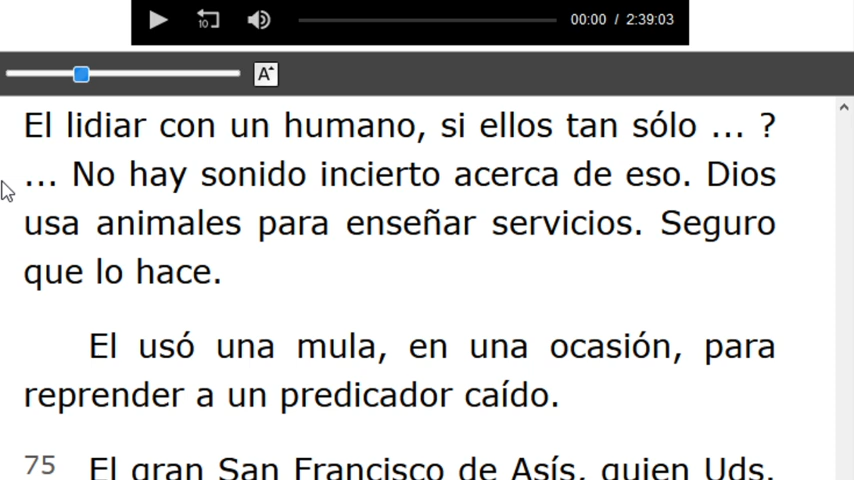 10
00:00 / 2:39:03
A
El lidiar con un humano, si ellos tan sólo … ?
… No hay sonido incierto acerca de eso. Dios
usa animales para enseñar servicios. Seguro
que lo hace.
El usó una mula, en una ocasión, para
reprender a un predicador caído.
75 El gran San Francisco de Asís, quien Uds.